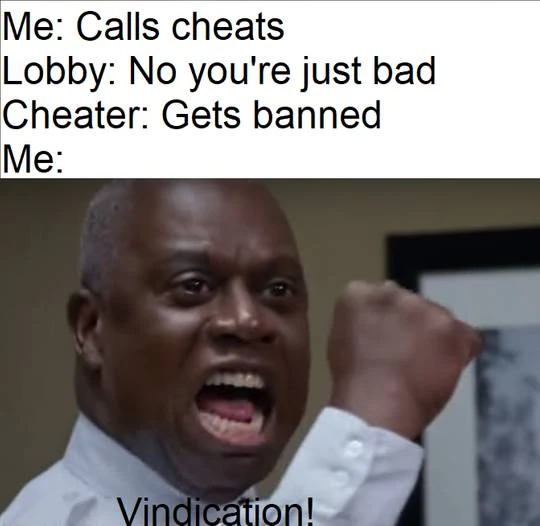 Me: Calls cheats
Lobby: No you're just bad
Cheater: Gets banned
Me:
Vindication!